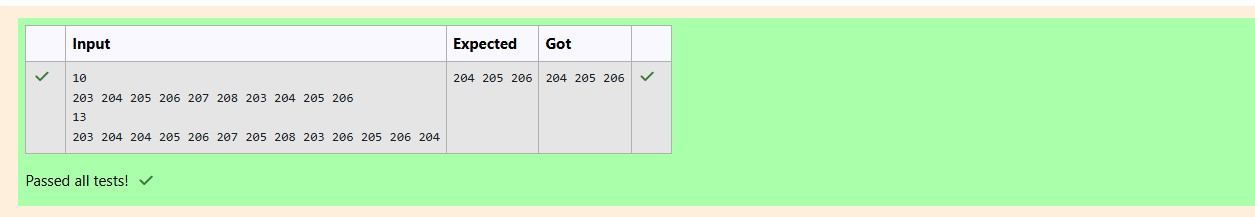 Input Expected Got
10 204 205 206 204 205 206
203 204 205 206 207 208 203 204 205 206
13
203 204 204 205 206 207 205 208 203 206 205 206 204
Passed all tests!